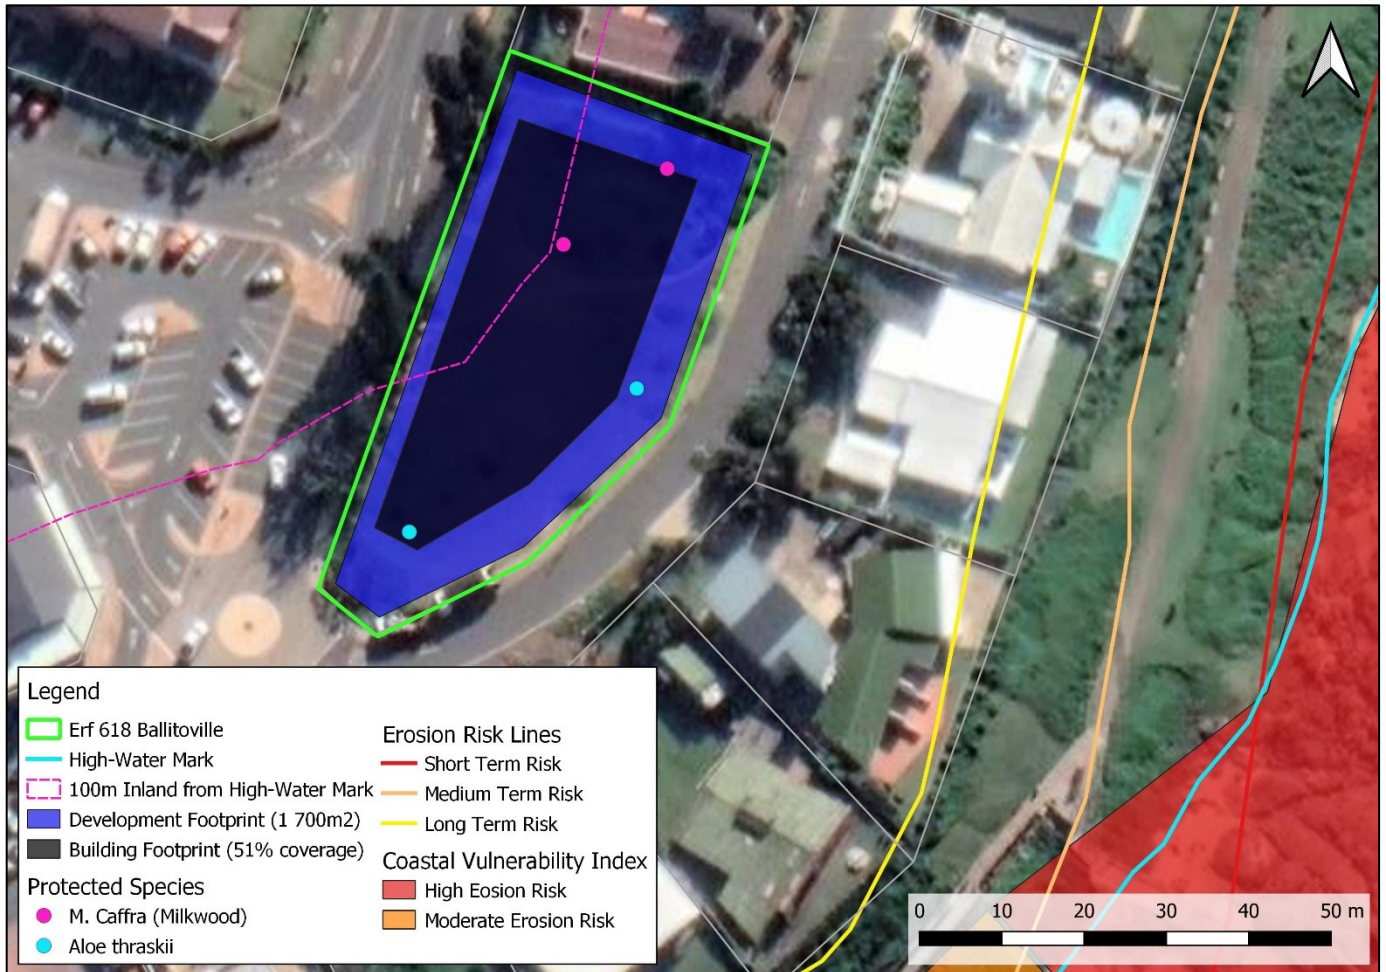 Legend
Erf 618 Ballitoville
High-Water Mark
100m Inland from High-Water Mark
Development Footprint (1 700m2)
Building Footprint (51% coverage)
Protected Species
M. Caffra (Milkwood)
Aloe thraskii
Erosion Risk Lines
Short Term Risk
Medium Term Risk
Long Term Risk
Coastal Vulnerability Index
High Eosion Risk
Moderate Erosion Risk
0 10 20 30 40 50 m